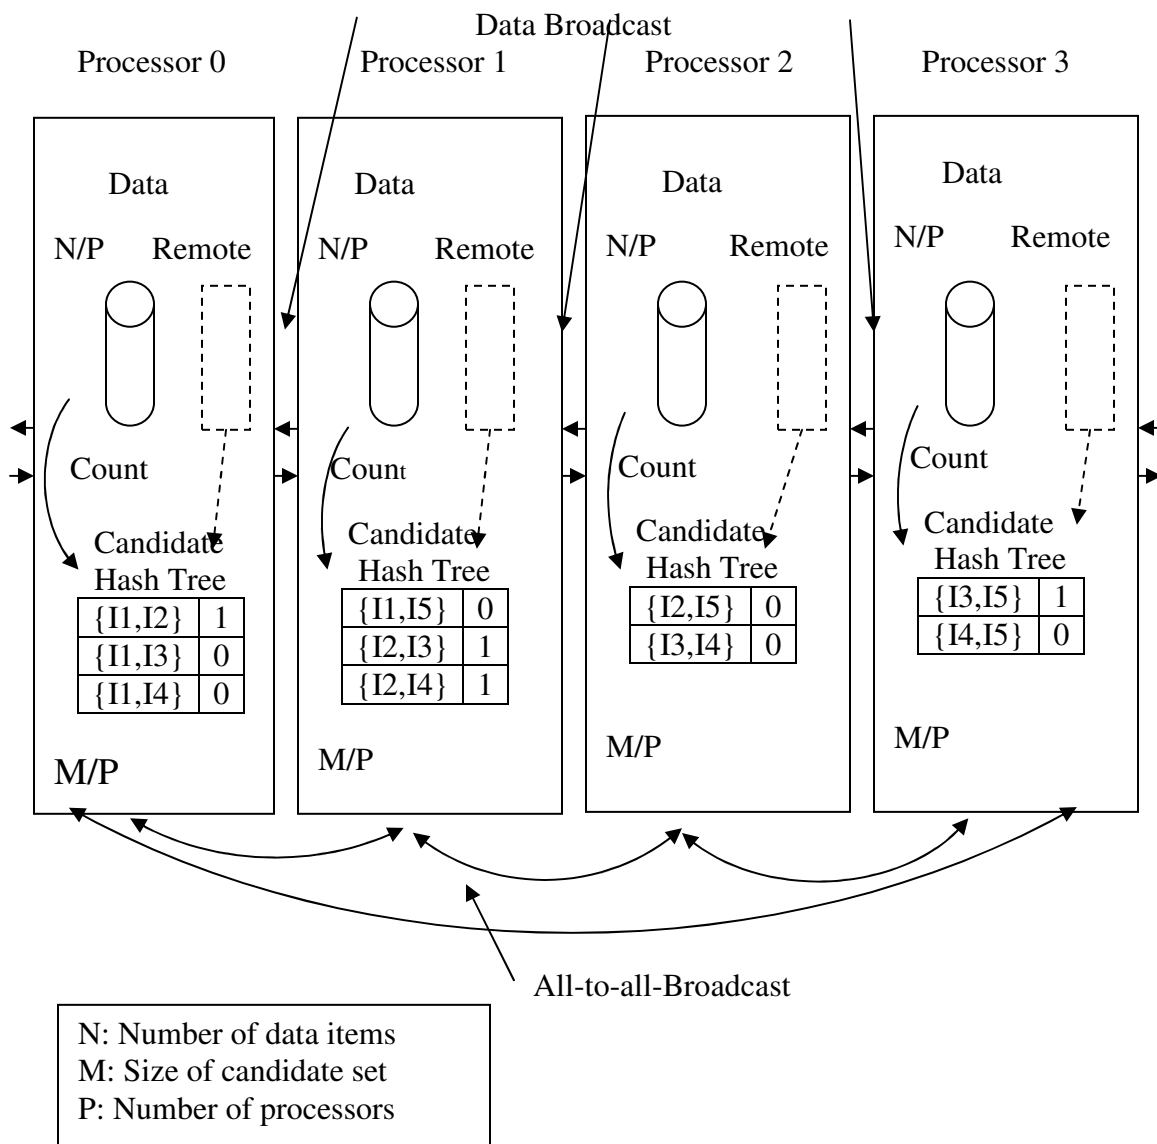 Data Broadcast
Processor 0 Processor 1 Processor 2 Processor 3
Data Data Data Data
N/P Remote N/P Remote N/P Remote N/P Remote
Count Count Count Count
Candidate Candidate Candidate Candidate
Hash Tree Hash Tree Hash Tree Hash Tree
{I1,I2} 1 {I1,I5} 0 {I2,I5} 0 {I3,I5} 1
{I1,I3} 0 {I2,I3} 1 {I3,I4} 0 {I4,I5} 0
{I1,I4} 0 {I2,I4} 1
M/P M/P M/P M/P
All-to-all-Broadcast
N: Number of data items
M: Size of candidate set
P: Number of processors